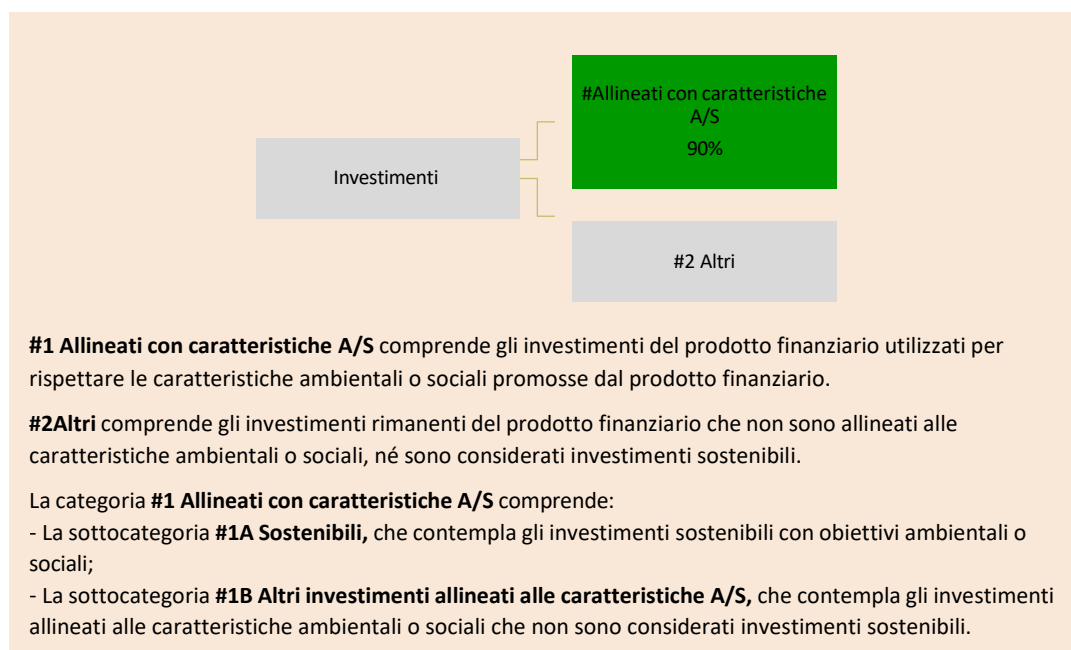 #Allineati con caratteristiche
A/S
90%
Investimenti
#2 Altri
#1 Allineati con caratteristiche A/S comprende gli investimenti del prodotto finanziario utilizzati per
rispettare le caratteristiche ambientali o sociali promosse dal prodotto finanziario.
#2Altri comprende gli investimenti rimanenti del prodotto finanziario che non sono allineati alle
caratteristiche ambientali o sociali, né sono considerati investimenti sostenibili.
La categoria #1 Allineati con caratteristiche A/S comprende:
- La sottocategoria #1A Sostenibili, che contempla gli investimenti sostenibili con obiettivi ambientali o
sociali;
- La sottocategoria #1B Altri investimenti allineati alle caratteristiche A/S, che contempla gli investimenti
allineati alle caratteristiche ambientali o sociali che non sono considerati investimenti sostenibili.